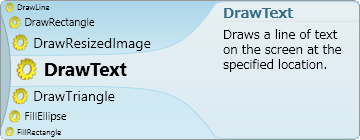 DrawLine
DrawRectangle
DrawResizedImage
DrawText
DrawTriangle
FillEllipse
FillRectangle
DrawText
Draws a line of text
on the screen at the
specified location.